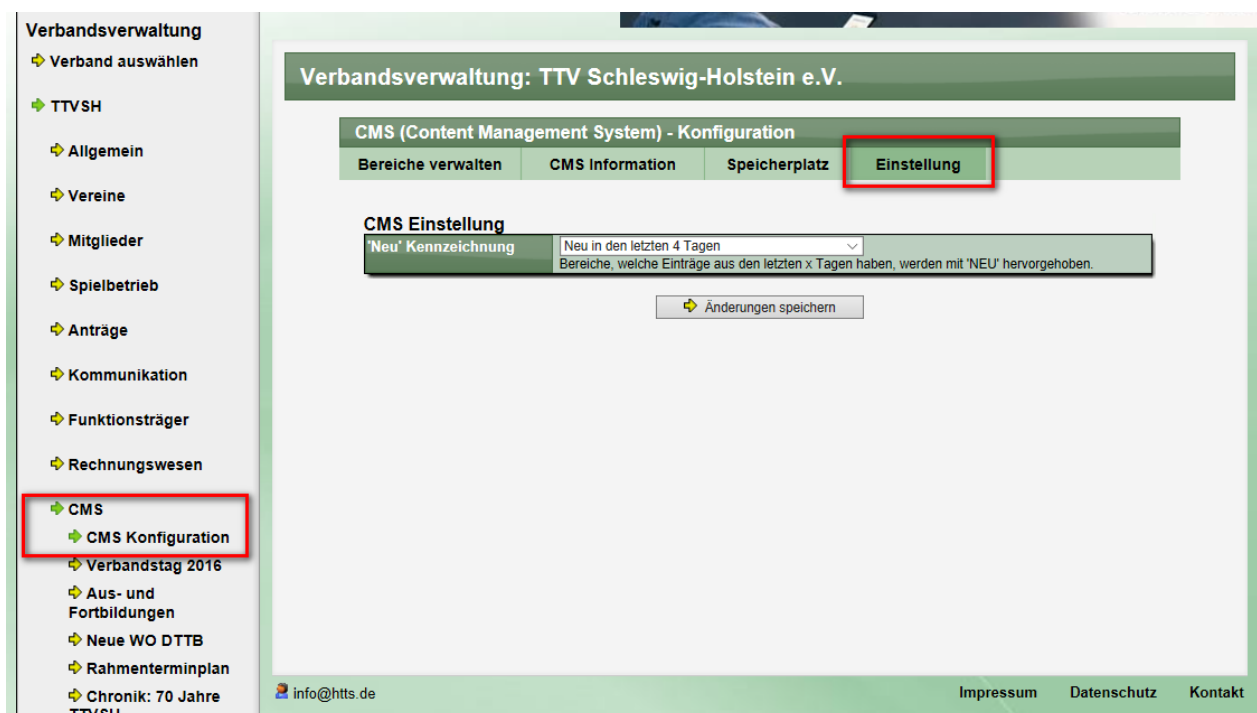 Verbandsverwaltung
Verband auswählen
TTVSH
Allgemein
Vereine
Mitglieder
Spielbetrieb
Anträge
Kommunikation
Funktionsträger
Rechnungswesen
CMS
CMS Konfiguration
Verbandstag 2016
Aus- und
Fortbildungen
Neue WO DTTB
Rahmenterminplan
Chronik: 70 Jahre
TTVSH
Verbandsverwaltung: TTV Schleswig-Holstein e.V.
CMS (Content Management System) - Konfiguration
Bereiche verwalten CMS Information Speicherplatz Einstellung
CMS Einstellung
'Neu' Kennzeichnung Neu in den letzten 4 Tagen
Bereiche, welche Einträge aus den letzten x Tagen haben, werden mit 'NEU' hervorgehoben.
Änderungen speichern
info@htts.de Impressum Datenschutz Kontakt